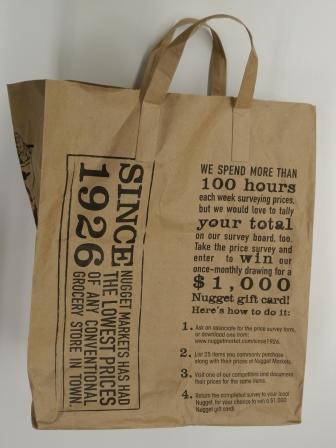 SINCE
1926
NUGGET MARKETS HAS HAD
THE LOWEST PRICES
OF ANY CONVENTIONAL
GROCERY STORE IN TOWN.
WE SPEND MORE THAN
100 hours
each week surveying prices,
but we would love to tally
your total
on our survey board, too.
Take the price survey and
enter to win our
once-monthly drawing for a
$1,000
Nugget gift card!
Here's how to do it:
1. Ask an associate for the price survey form,
or download one from:
www.nuggetmarket.com/since1926.
2. List 25 items you commonly purchase
along with their prices at Nugget Markets.
3. Visit one of our competitors and document
their prices for the same items.
4. Return the completed survey to your local
Nugget, for your chance to win a $1,000
Nugget gift card!